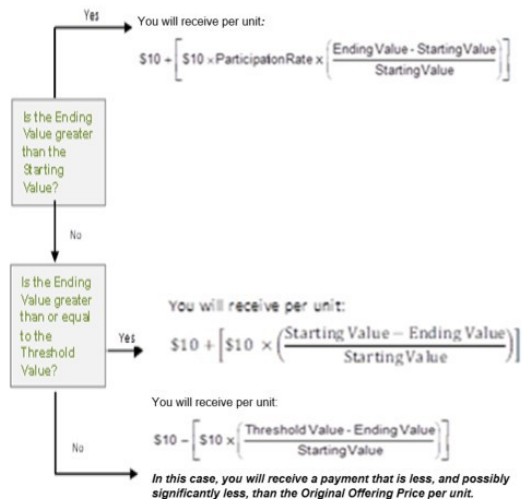 Yes
You will receive per unit:
$10 + [$10 × ParticipatonRate x (Ending Value - Starting Value / Starting Value)]
Is the Ending
Value greater
than the
Starting
Value?
No
Is the Ending
Value greater
than or equal
to the
Threshold
Value?
Yes
You will receive per unit:
$10 + [$10 × (Starting Value – Ending Value / Starting Value)]
You will receive per unit:
No
$10 – [$10 x (Threshold Value - Ending Value / Starting Value)]
In this case, you will receive a payment that is less, and possibly
significantly less, than the Original Offering Price per unit.